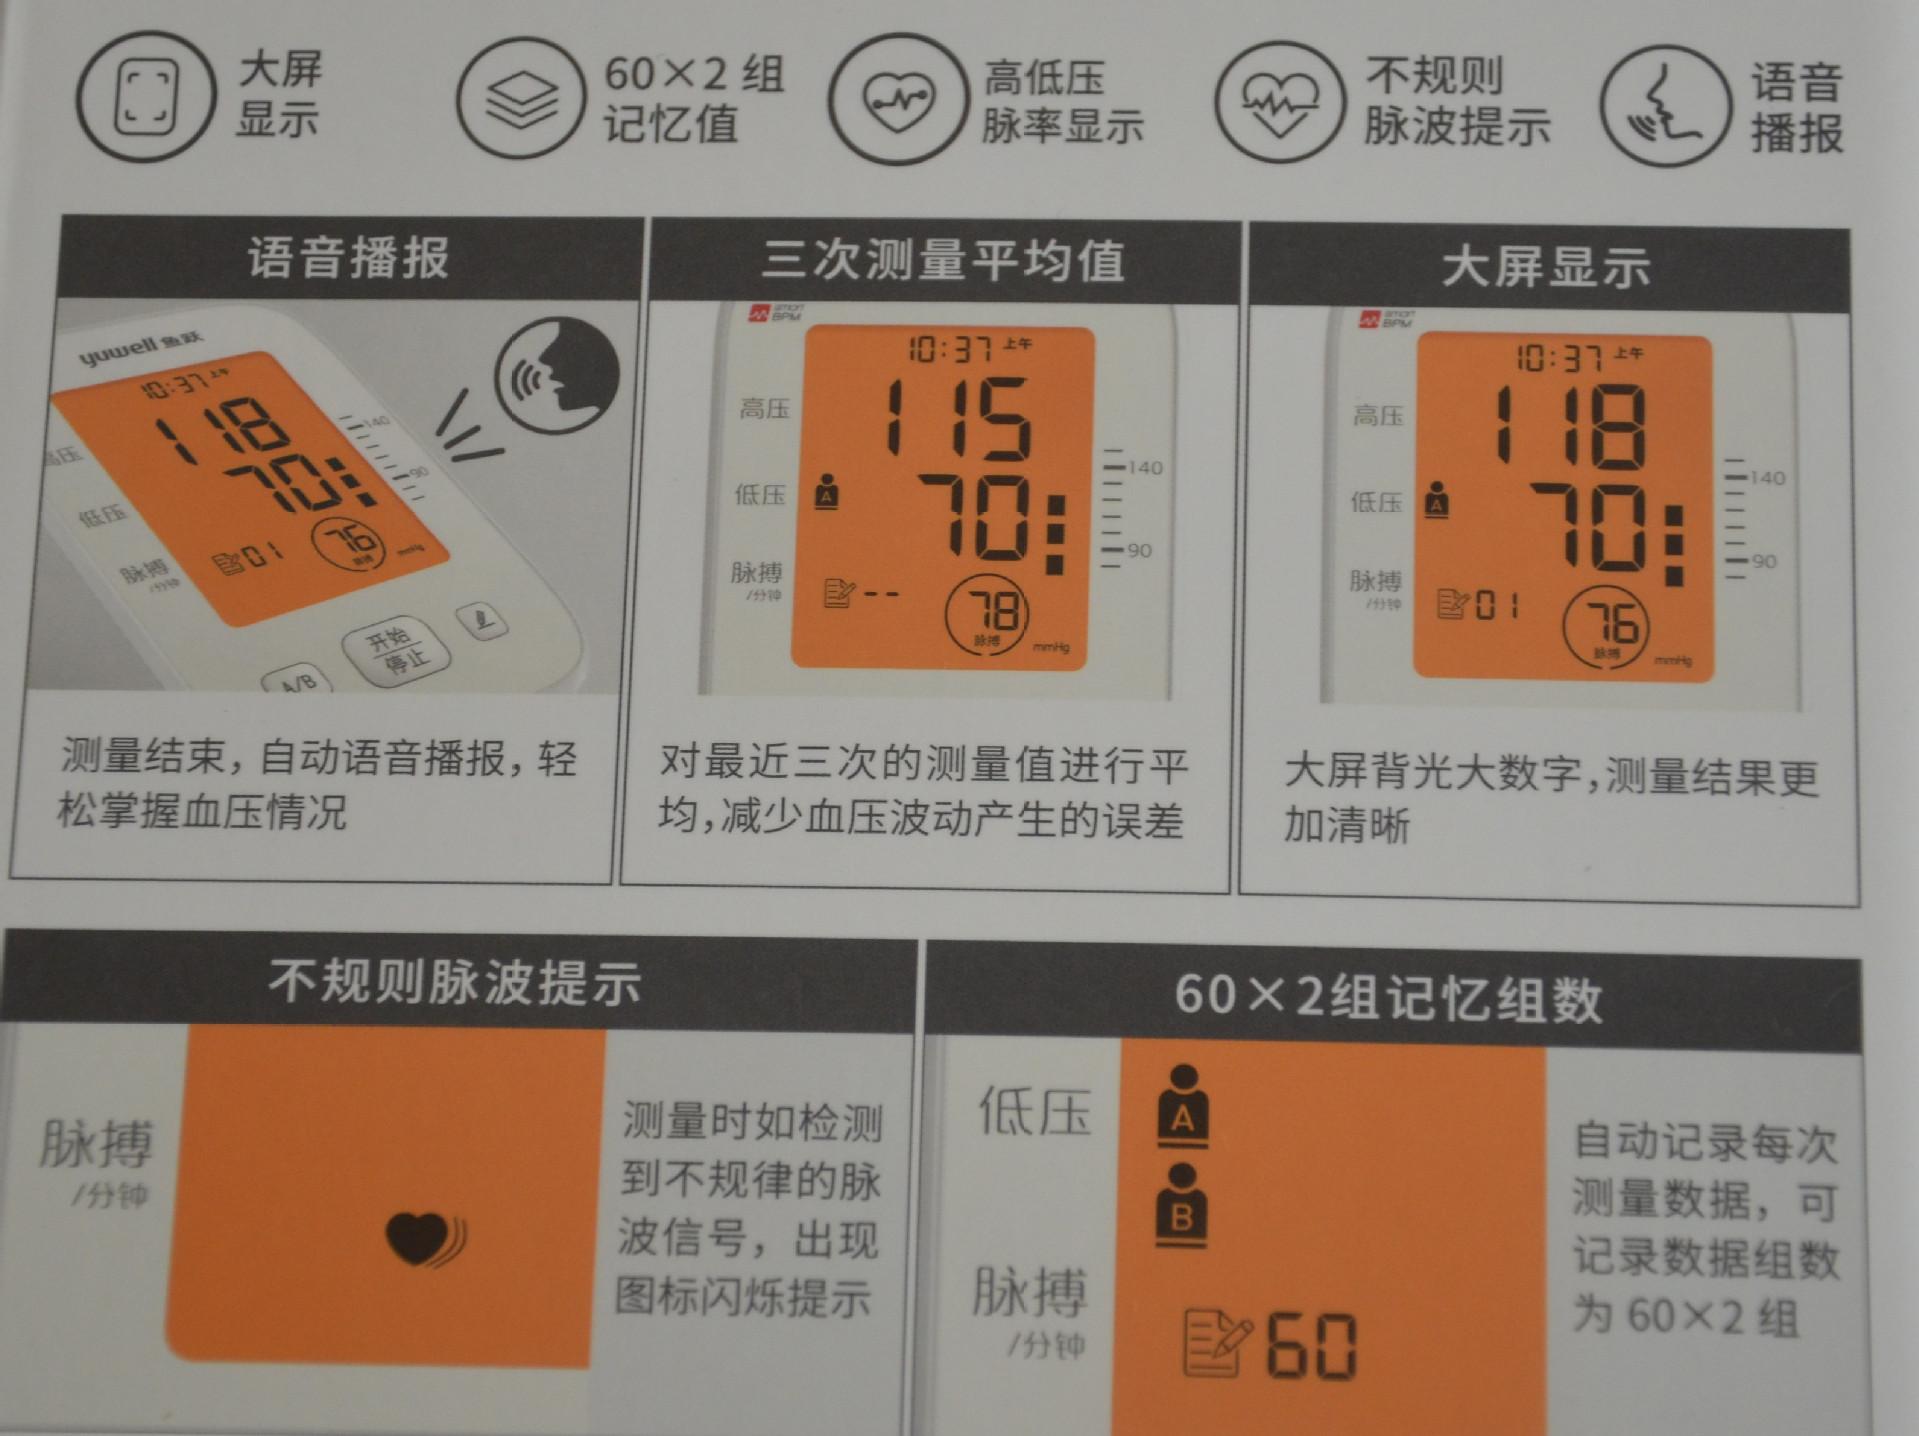 大屏
显示
60×2 组
记忆值
高低压
脉率显示
不规则
脉波提示
语音
播报
语音播报
yuwell 鱼跃
10:37 上午
118
140
高压
70
90
低压
01
76
脉搏
mmHg
脉搏
/分钟
开始
停止
A/B
测量结束，自动语音播报，轻
松掌握血压情况
三次测量平均值
smart
BPM
10:37 上午
高压
115
140
低压
A
70
90
脉搏
/分钟
--
78
脉搏
mmHg
对最近三次的测量值进行平
均，减少血压波动产生的误差
大屏显示
smart
BPM
10:37 上午
高压
118
140
低压
A
70
90
脉搏
/分钟
01
76
脉搏
mmHg
大屏背光大数字，测量结果更
加清晰
不规则脉波提示
脉搏
/分钟
测量时如检测
到不规律的脉
波信号，出现
图标闪烁提示
60×2组记忆组数
低压
A
B
脉搏
/分钟
60
自动记录每次
测量数据，可
记录数据组数
为 60×2 组